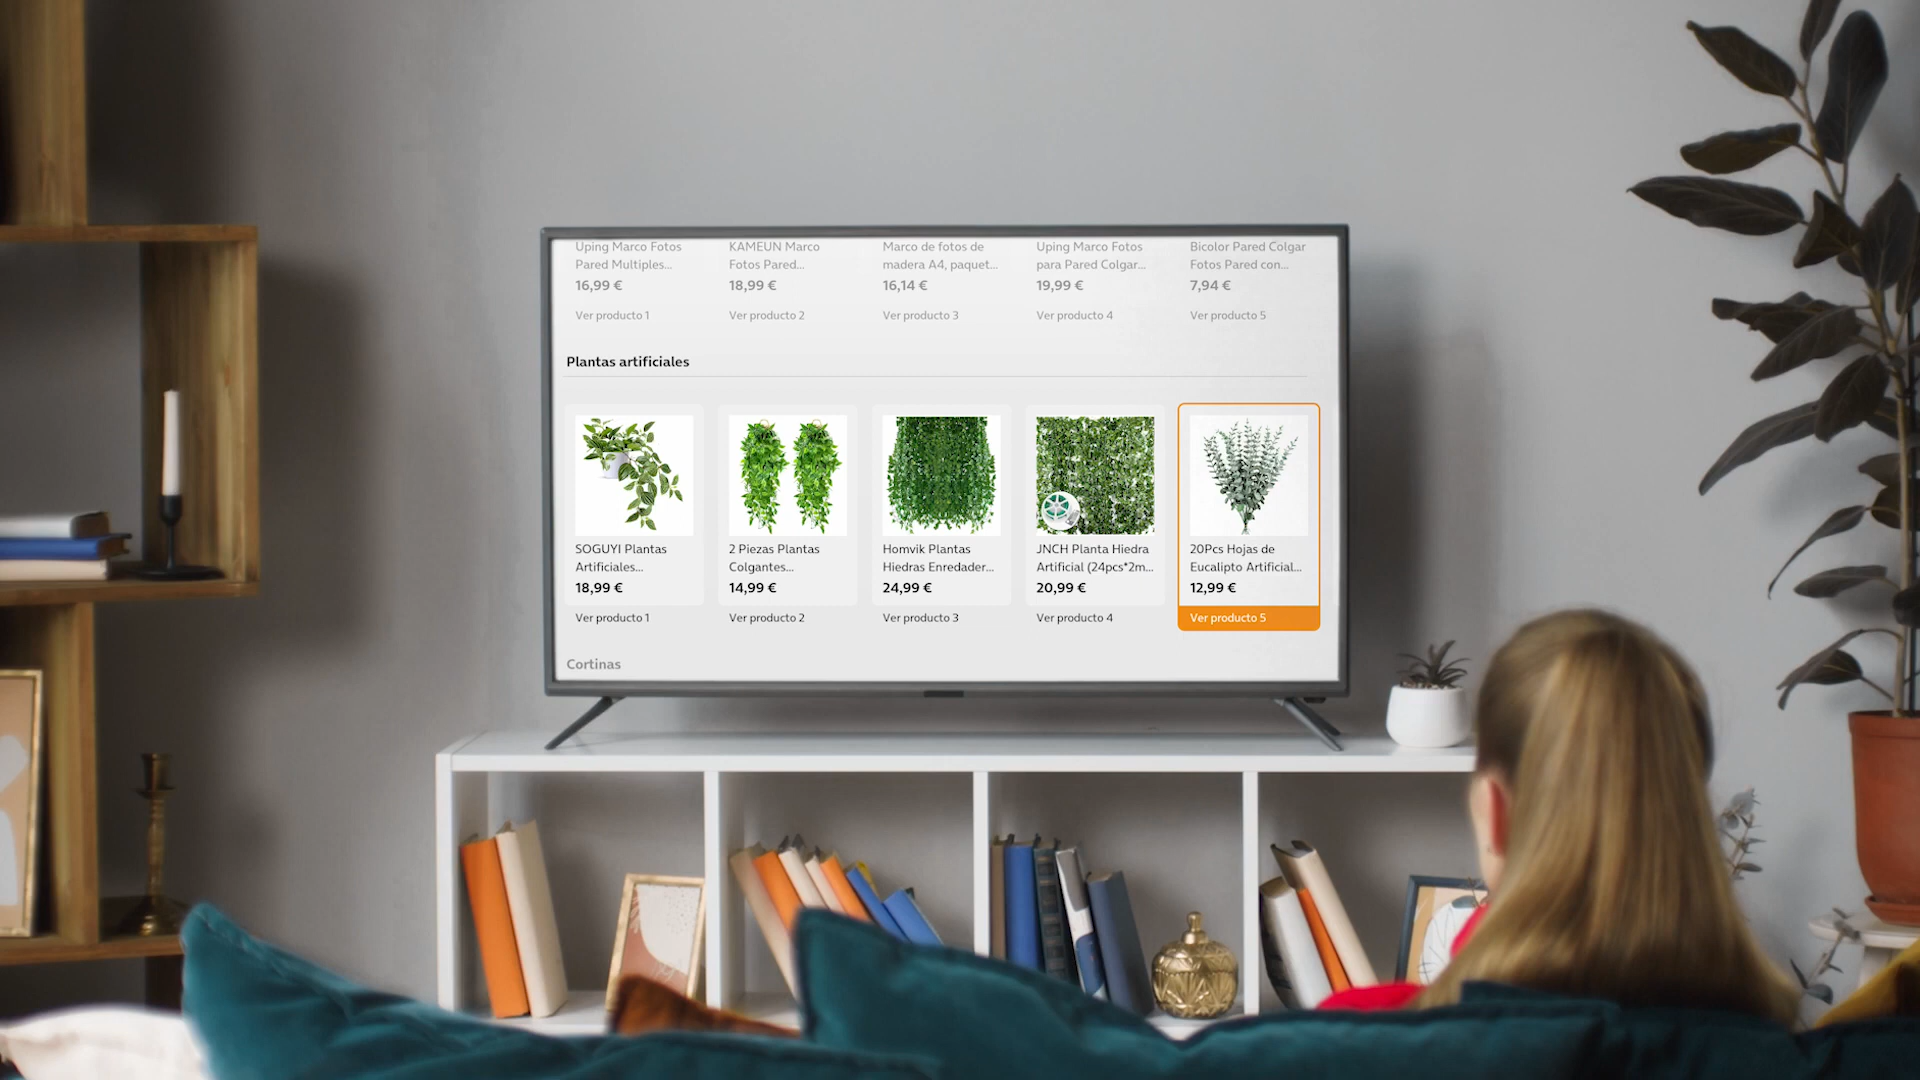 Uping Marco Fotos
Pared Multiples...
16,99 €
Ver producto 1
KAMEUN Marco
Fotos Pared...
18,99 €
Ver producto 2
Marco de fotos de
madera A4, paquet...
16,14 €
Ver producto 3
Uping Marco Fotos
para Pared Colgar...
19,99 €
Ver producto 4
Bicolor Pared Colgar
Fotos Pared con...
7,94 €
Ver producto 5
Plantas artificiales
SOGUYI Plantas
Artificiales...
18,99 €
Ver producto 1
2 Piezas Plantas
Colgantes...
14,99 €
Ver producto 2
Homvik Plantas
Hiedras Enredader...
24,99 €
Ver producto 3
JNCH Planta Hiedra
Artificial (24pcs*2m...
20,99 €
Ver producto 4
20Pcs Hojas de
Eucalipto Artificial...
12,99 €
Ver producto 5
Cortinas